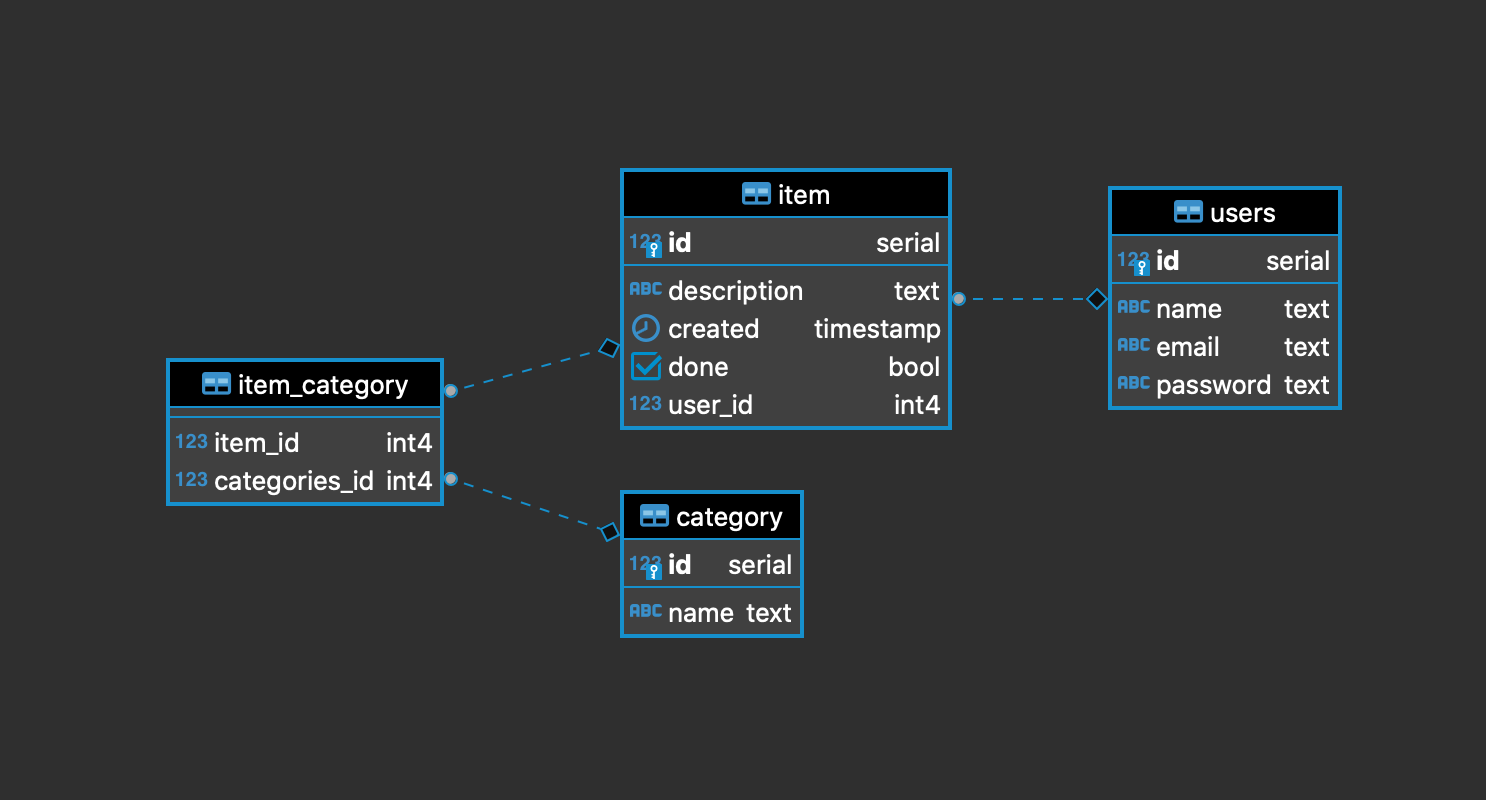 item
123 id serial
ABC description text
created timestamp
done bool
123 user_id int4
users
123 id serial
ABC name text
ABC email text
ABC password text
item_category
123 item_id int4
123 categories_id int4
category
123 id serial
ABC name text